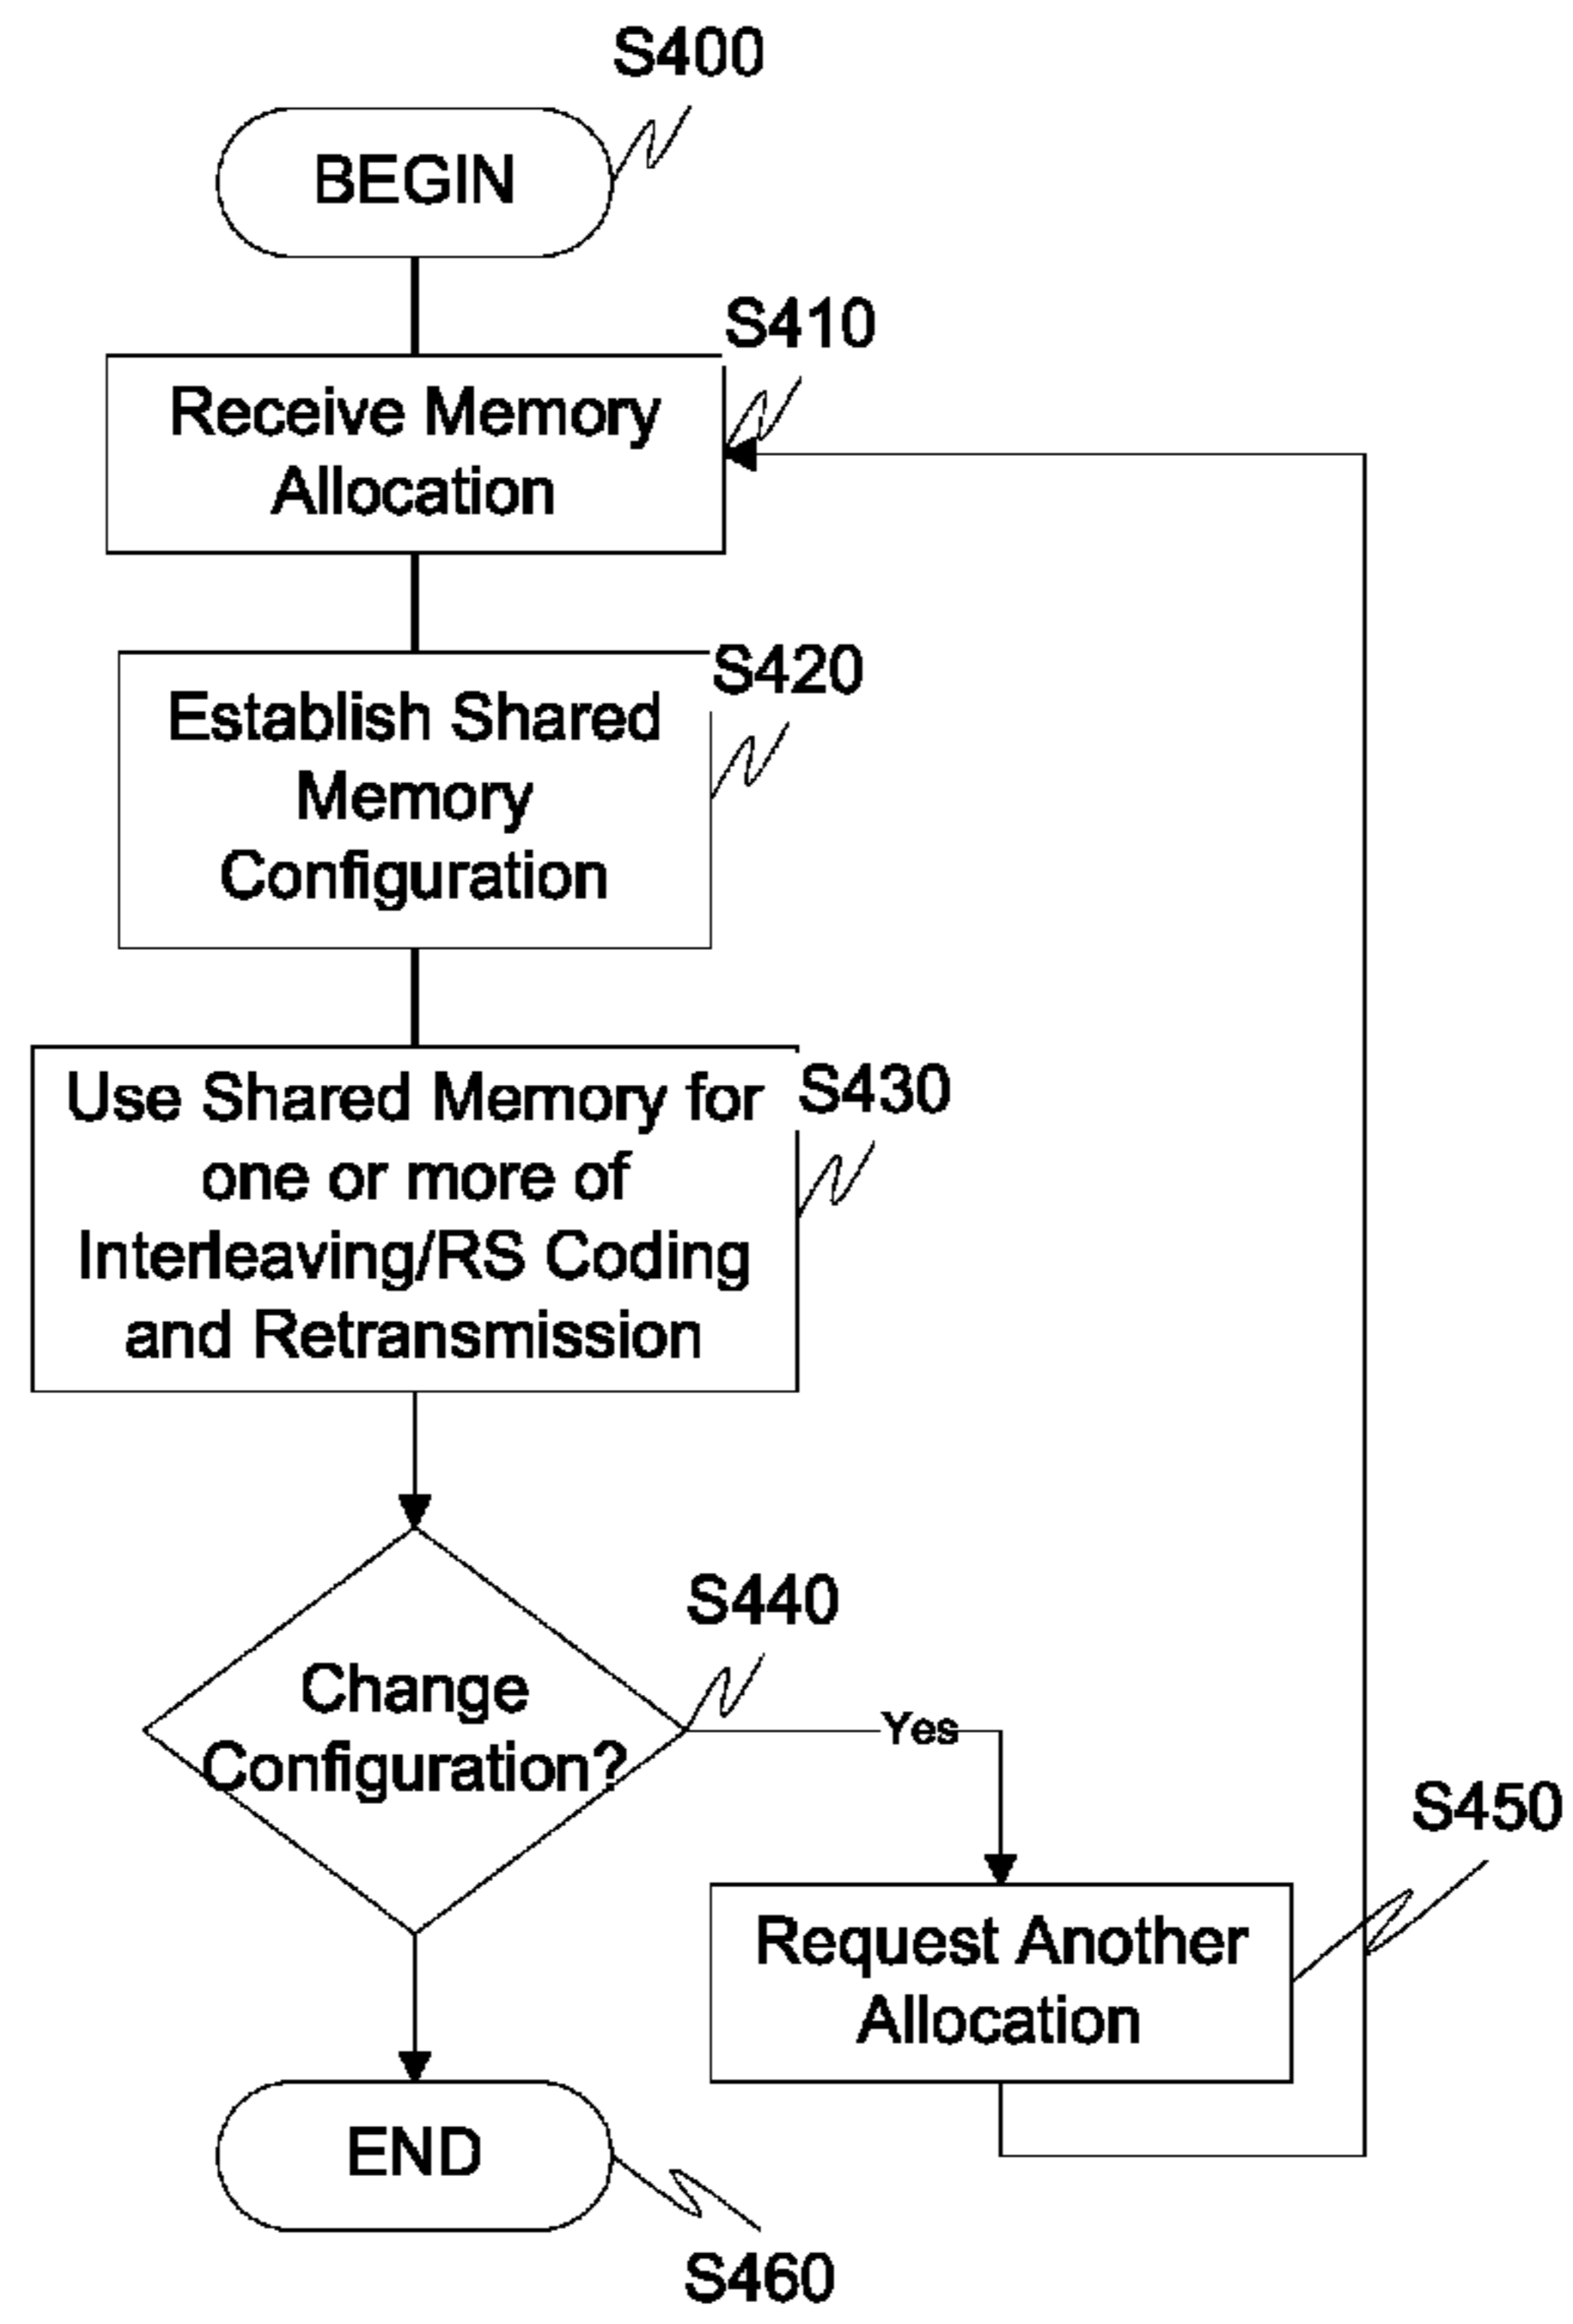 S400
BEGIN
S410
Receive Memory
Allocation
S420
Establish Shared
Memory
Configuration
S430
Use Shared Memory for
one or more of
Interleaving/RS Coding
and Retransmission
S440
Change
Configuration?
Yes
S450
Request Another
Allocation
END
S460